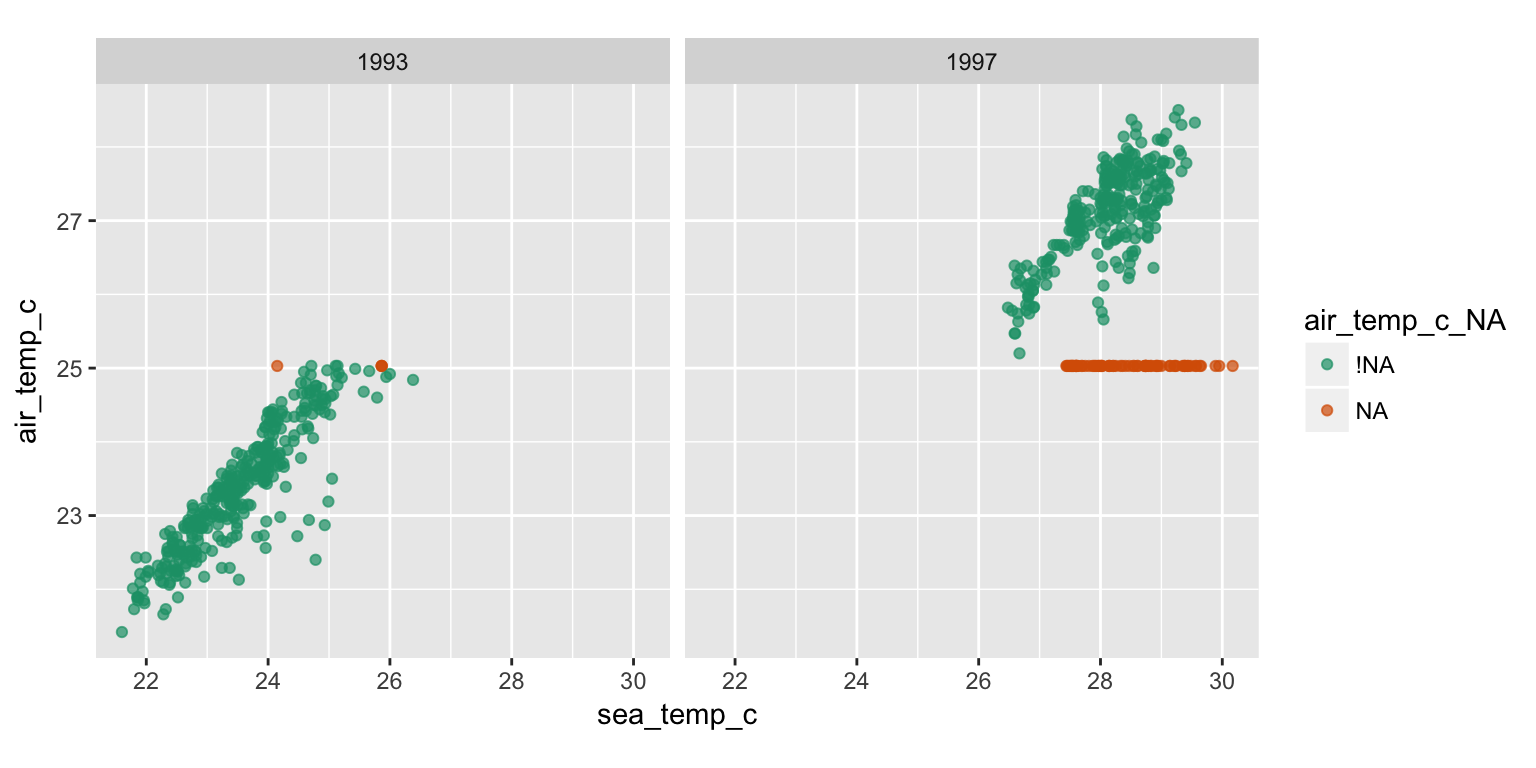 1993
1997
27
25
23
air_temp_c
22 24 26 28 30
22 24 26 28 30
sea_temp_c
air_temp_c_NA
!NA
NA